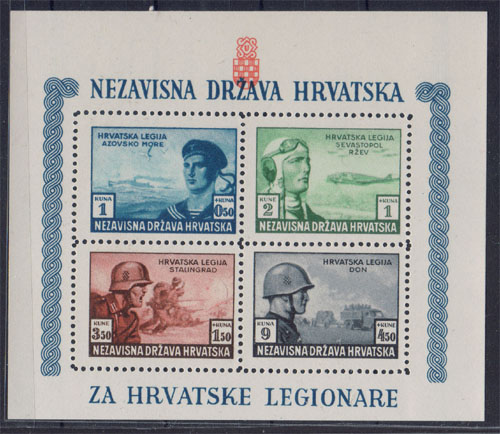 NEZAVISNA DRŽAVA HRVATSKA
HRVATSKA LEGIJA
AZOVSKO MORE
KUNA
1
+KUNA
0.50
NEZAVISNA DRŽAVA HRVATSKA
HRVATSKA LEGIJA
SEVASTOPOL
RŽEV
KUNE
2
+KUNA
1
NEZAVISNA DRŽAVA HRVATSKA
HRVATSKA LEGIJA
STALINGRAD
KUNE
3.50
+KUNA
1.50
NEZAVISNA DRŽAVA HRVATSKA
HRVATSKA LEGIJA
DON
KUNA
9
+KUNA
4.50
NEZAVISNA DRŽAVA HRVATSKA
ZA HRVATSKE LEGIONARE